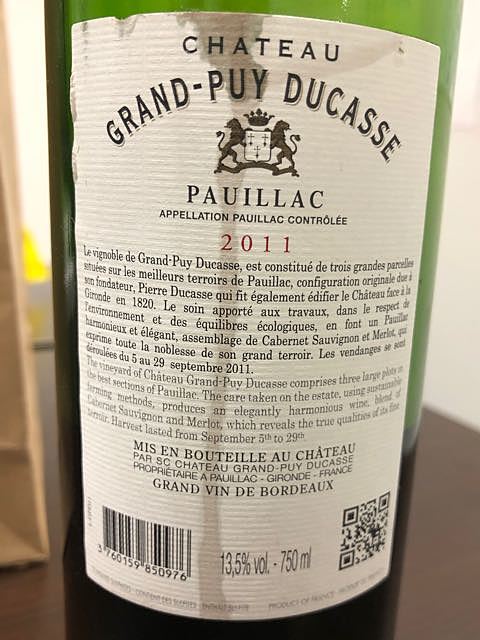 CHATEAU
GRAND-PUY DUCASSE
PAUILLAC
APPELLATION PAUILLAC CONTRÔLÉE
2011
Le vignoble de Grand-Puy Ducasse, est constitué de trois grandes parcelles
situées sur les meilleurs terroirs de Pauillac, configuration originale due à
son fondateur, Pierre Ducasse qui fit également édifier le Château face à la
Gironde en 1820. Le soin apporté aux travaux, dans le respect de
l'environnement et des équilibres écologiques, en font un Pauillac
harmonieux et élégant, assemblage de Cabernet Sauvignon et Merlot, qui
exprime toute la noblesse de son grand terroir. Les vendanges se sont
déroulées du 5 au 29 septembre 2011.
The vineyard of Château Grand-Puy Ducasse comprises three large plots in
the best sections of Pauillac. The care taken on the estate, using sustainable
farming methods, produces an elegantly harmonious wine, blend of
Cabernet Sauvignon and Merlot, which reveals the true qualities of its fine
terroir. Harvest lasted from September 5th to 29th.
MIS EN BOUTEILLE AU CHÂTEAU
PAR SC CHATEAU GRAND-PUY DUCASSE
PROPRIÉTAIRE A PAUILLAC - GIRONDE - FRANCE
GRAND VIN DE BORDEAUX
3 760159 850976
13,5% vol. - 750 ml
CONTIENT DES SULFITES - ENTHÄLT SULFITE PRODUCT OF FRANCE